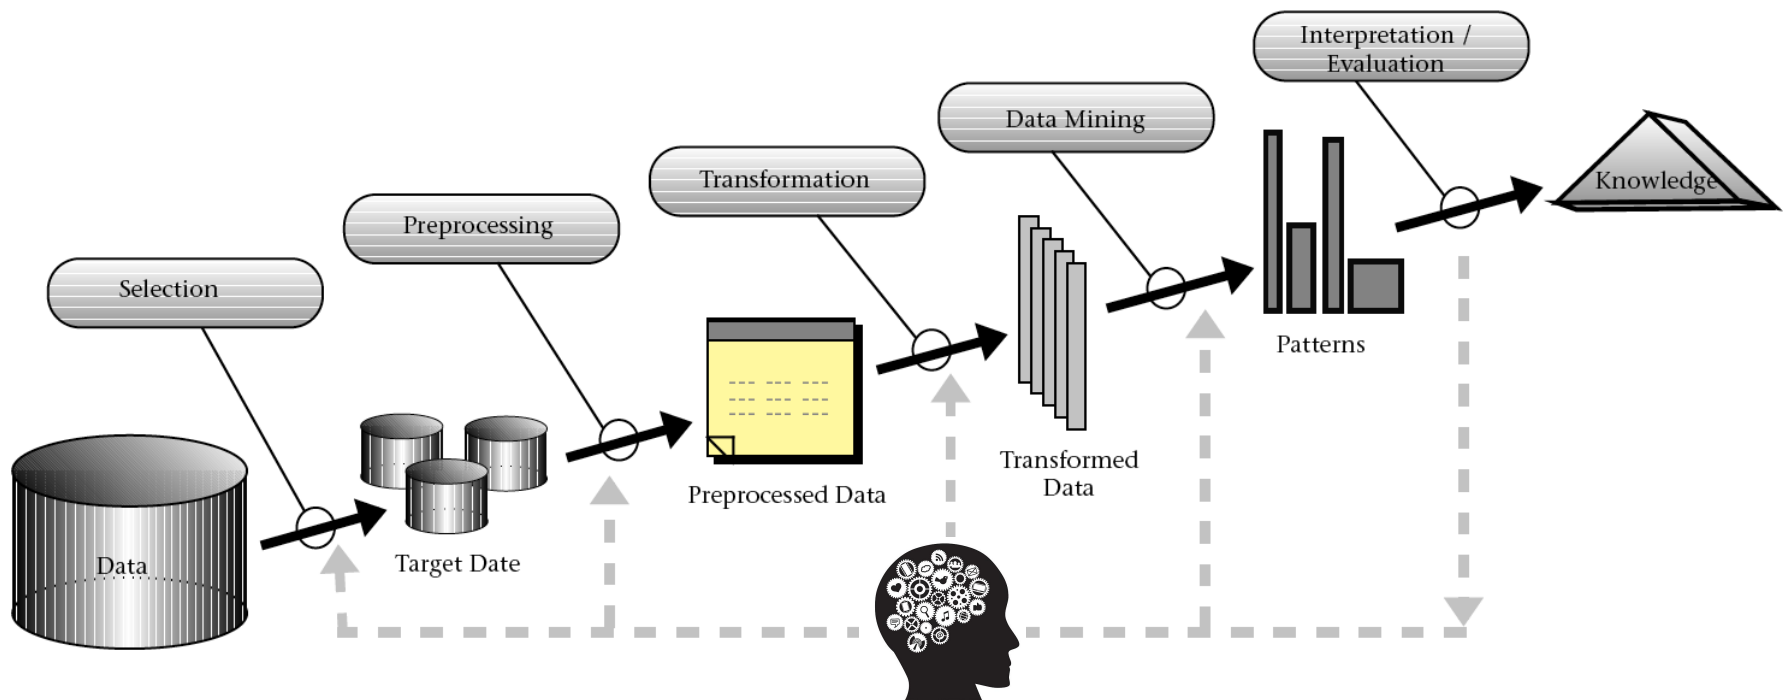 Interpretation /
Evaluation
Data Mining
Transformation
Knowledge
Preprocessing
Selection
Patterns
Transformed
Data
Preprocessed Data
Target Date
Data